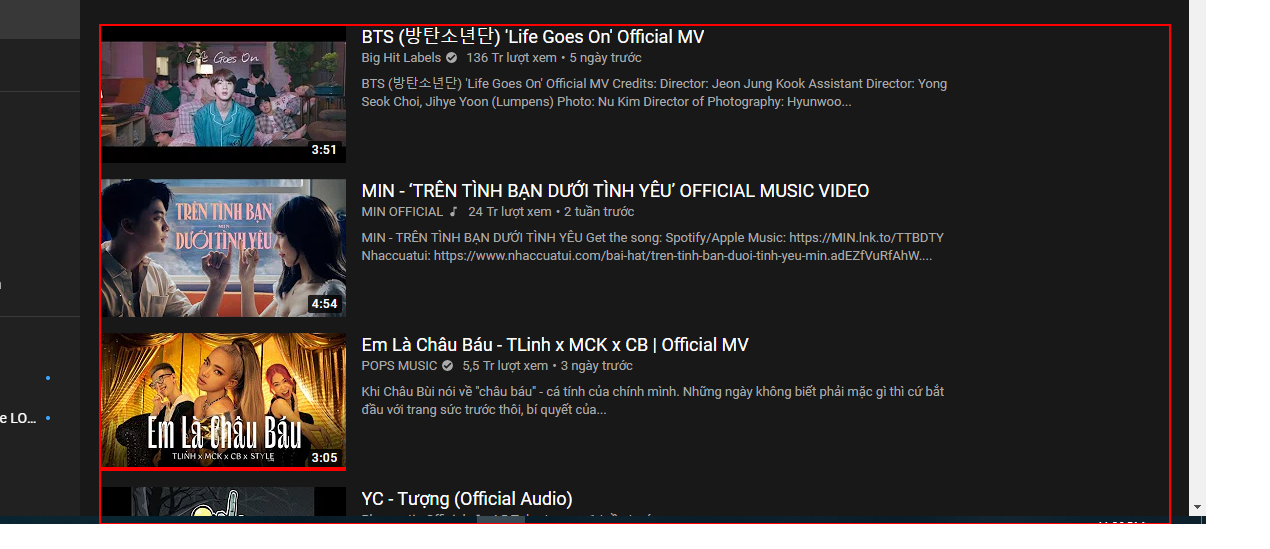 BTS (방탄소년단) 'Life Goes On' Official MV
Big Hit Labels 136 Tr lượt xem • 5 ngày trước
BTS (방탄소년단) 'Life Goes On' Official MV Credits: Director: Jeon Jung Kook Assistant Director: Yong
Seok Choi, Jihye Yoon (Lumpens) Photo: Nu Kim Director of Photography: Hyunwoo...
Life Goes On
3:51
MIN - ‘TRÊN TÌNH BẠN DƯỚI TÌNH YÊU’ OFFICIAL MUSIC VIDEO
MIN OFFICIAL 24 Tr lượt xem • 2 tuần trước
MIN - TRÊN TÌNH BẠN DƯỚI TÌNH YÊU Get the song: Spotify/Apple Music: https://MIN.lnk.to/TTBDTY
Nhaccuatui: https://www.nhaccuatui.com/bai-hat/tren-tinh-ban-duoi-tinh-yeu-min.adEZfVuRfAhW....
TRÊN TÌNH BẠN
MIN
DƯỚI TÌNH YÊU
4:54
Em Là Châu Báu - TLinh x MCK x CB | Official MV
POPS MUSIC 5,5 Tr lượt xem • 3 ngày trước
Khi Châu Bùi nói về "châu báu" - cá tính của chính mình. Những ngày không biết phải mặc gì thì cứ bắt
đầu với trang sức trước thôi, bí quyết của...
e LO...
Em Là Châu Báu
TLINH x MCK x CB x STYLE
3:05
YC - Tượng (Official Audio)